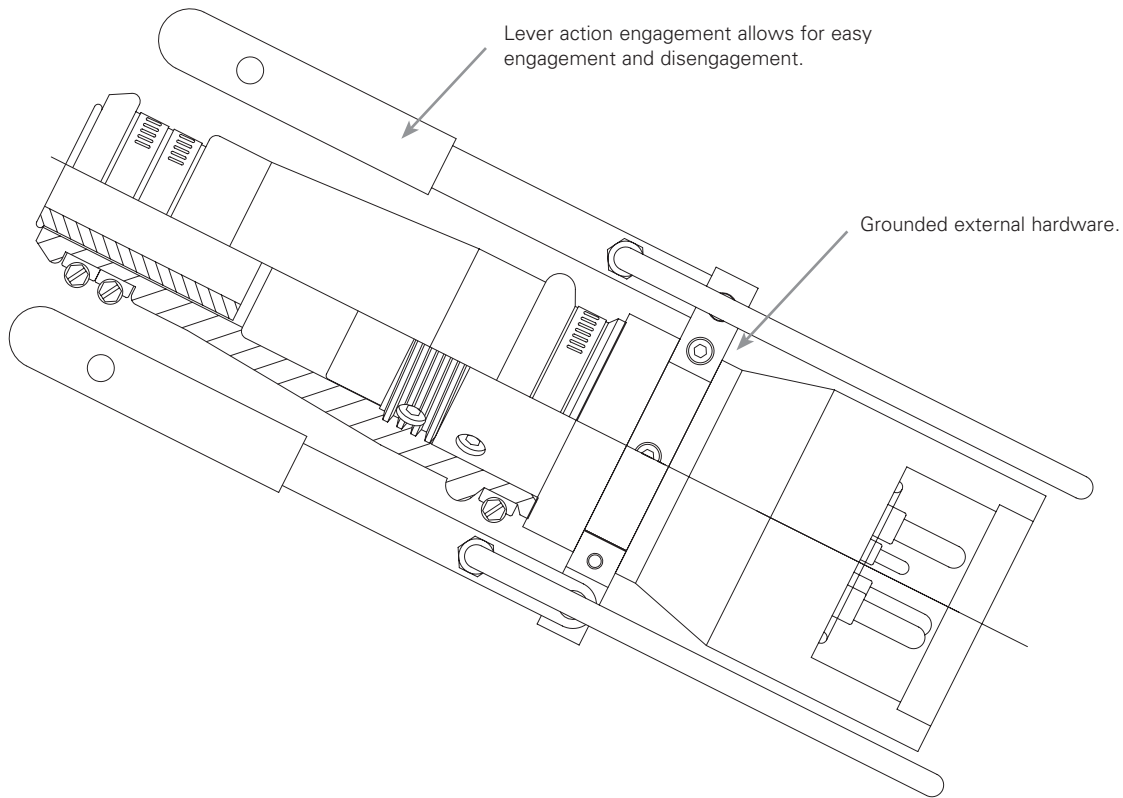 Lever action engagement allows for easy
engagement and disengagement.
Grounded external hardware.